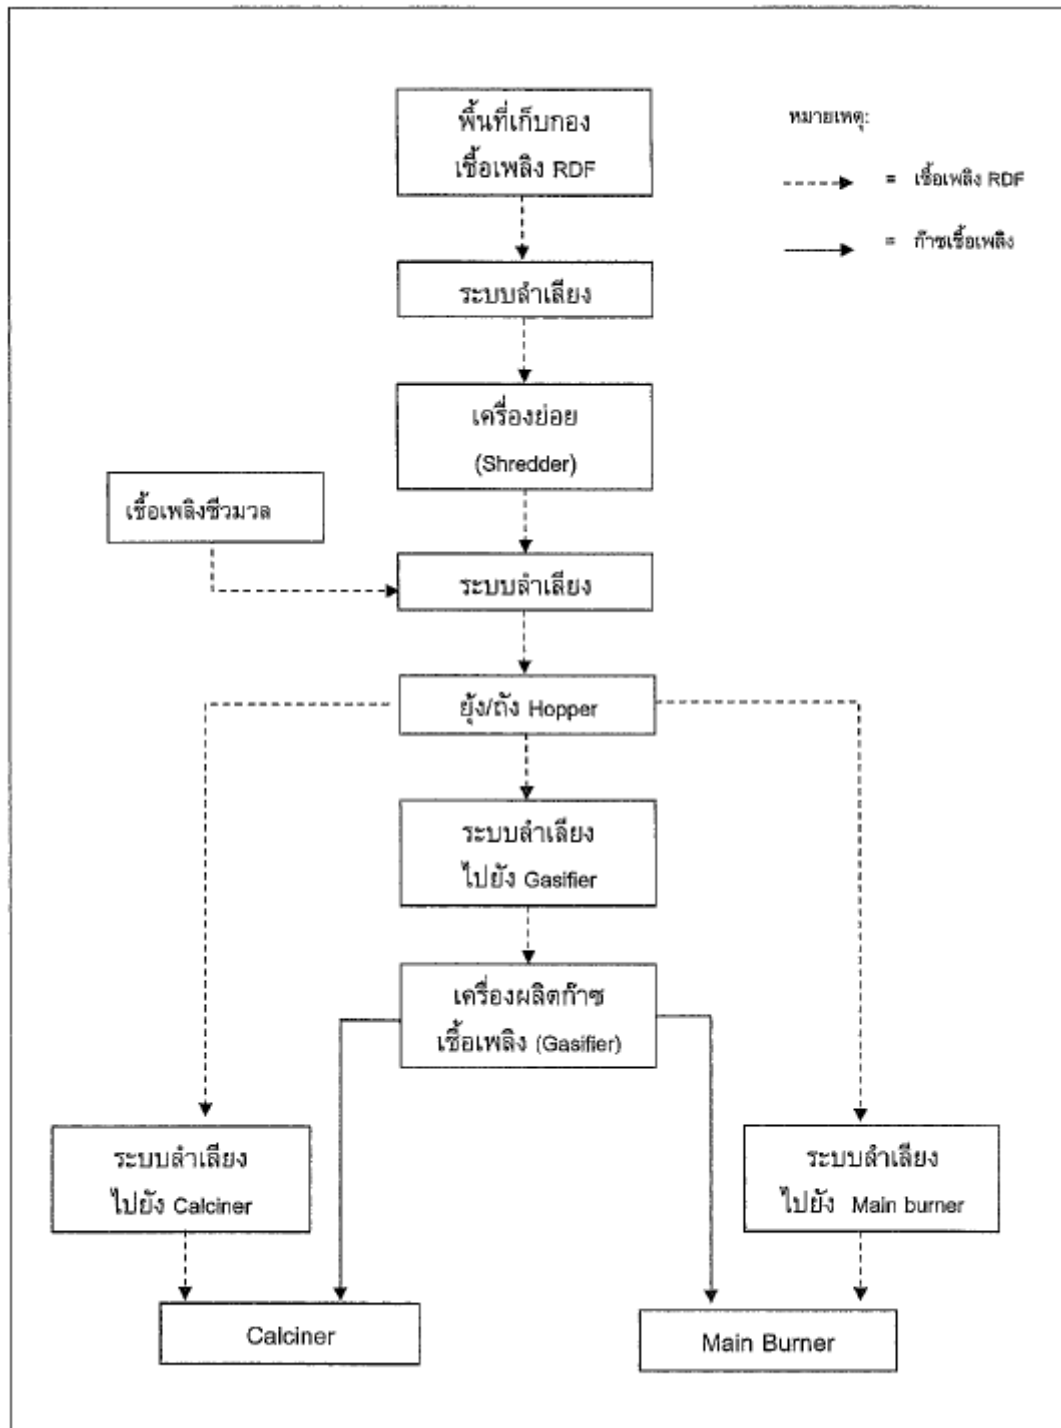 พื้นที่เก็บกอง
เชื้อเพลิง RDF
หมายเหตุ:
= เชื้อเพลิง RDF
= ก๊าซเชื้อเพลิง
ระบบลำเลียง
เครื่องย่อย
(Shredder)
เชื้อเพลิงชีวมวล
ระบบลำเลียง
ยุ้ง/ถัง Hopper
ระบบลำเลียง
ไปยัง Gasifier
เครื่องผลิตก๊าซ
เชื้อเพลิง (Gasifier)
ระบบลำเลียง
ไปยัง Calciner
ระบบลำเลียง
ไปยัง Main burner
Calciner
Main Burner